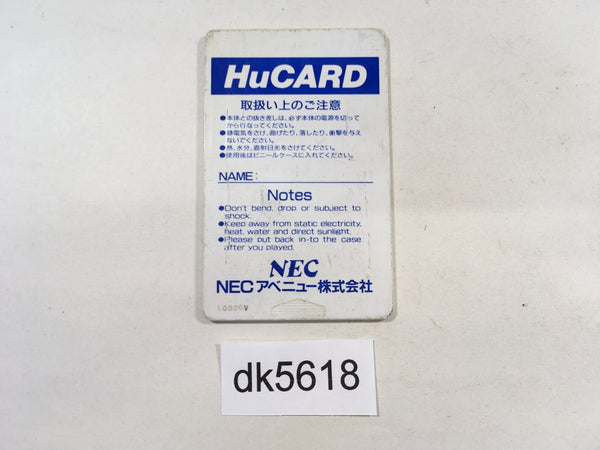 HuCARD
取扱い上のご注意
●本体との抜き差しは、必ず本体の電源を切って
から行なってください。
●静電気をさけ、曲げたり、落したり、衝撃を与え
ないでください。
●熱、水分、直射日光をさけてください。
●使用後はビニールケースに入れてください。
NAME:
Notes
●Don't bend, drop or subject to
shock.
●Keep away from static electricity,
heat, water and direct sunlight.
●Please put back in-to the case
after you played.
NEC
NECアベニュー株式会社
dk5618